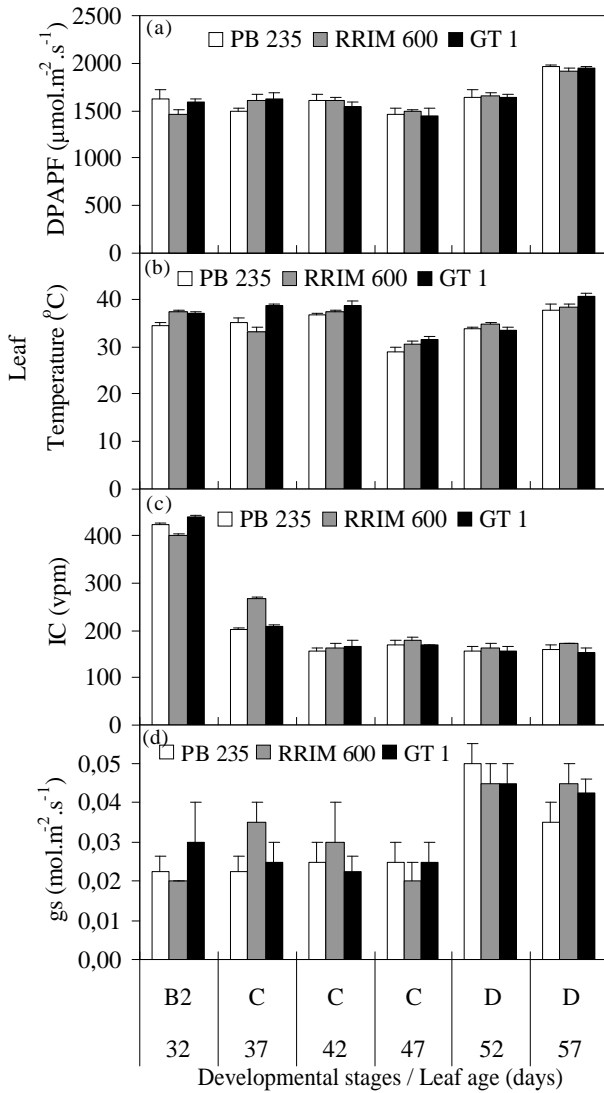 (a)
PB 235 RRIM 600 GT 1
DPAPF (μmol.m⁻².s⁻¹)
2500
2000
1500
1000
500
0
(b)
PB 235 RRIM 600 GT 1
Leaf
Temperature (⁰C)
40
30
20
10
0
(c)
PB 235 RRIM 600 GT 1
IC (vpm)
400
300
200
100
0
(d)
PB 235 RRIM 600 GT 1
gs (mol.m⁻².s⁻¹)
0,05
0,04
0,03
0,02
0,01
0,00
B2 C C C D D
32 37 42 47 52 57
Developmental stages / Leaf age (days)